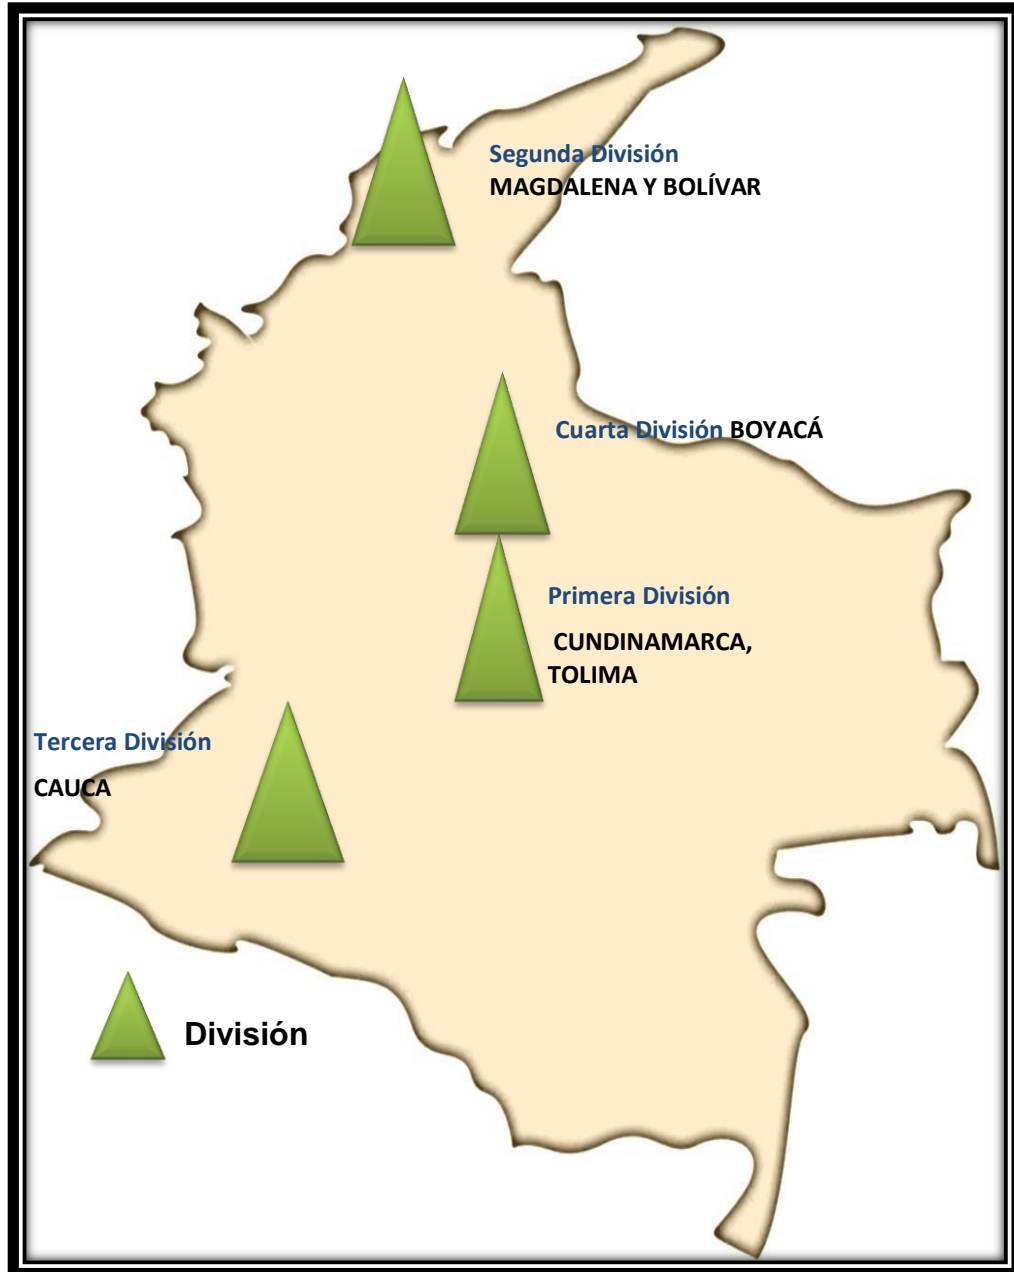 Segunda División
MAGDALENA Y BOLÍVAR
Cuarta División BOYACÁ
Primera División
CUNDINAMARCA,
TOLIMA
Tercera División
CAUCA
División